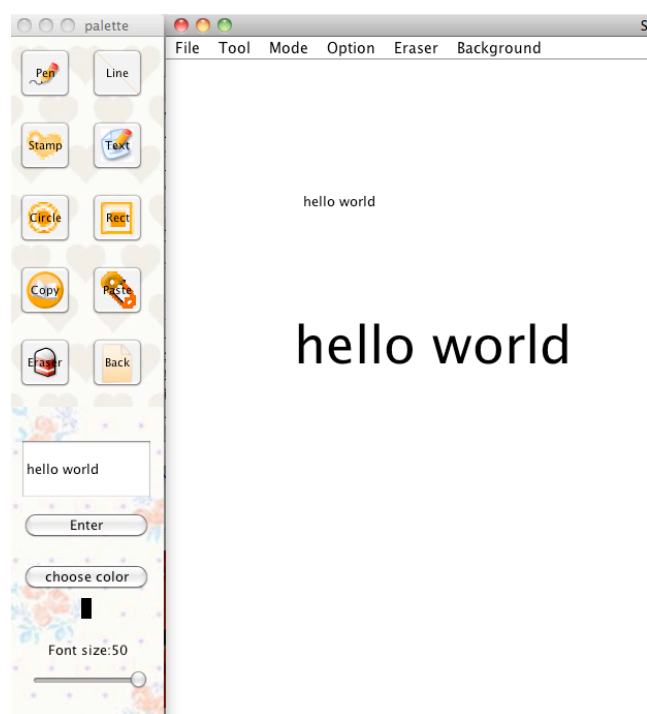 palette
S
File Tool Mode Option Eraser Background
Pen
Line
Stamp
Text
Circle
Rect
Copy
Paste
Eraser
Back
hello world
Enter
choose color
Font size:50
hello world
hello world